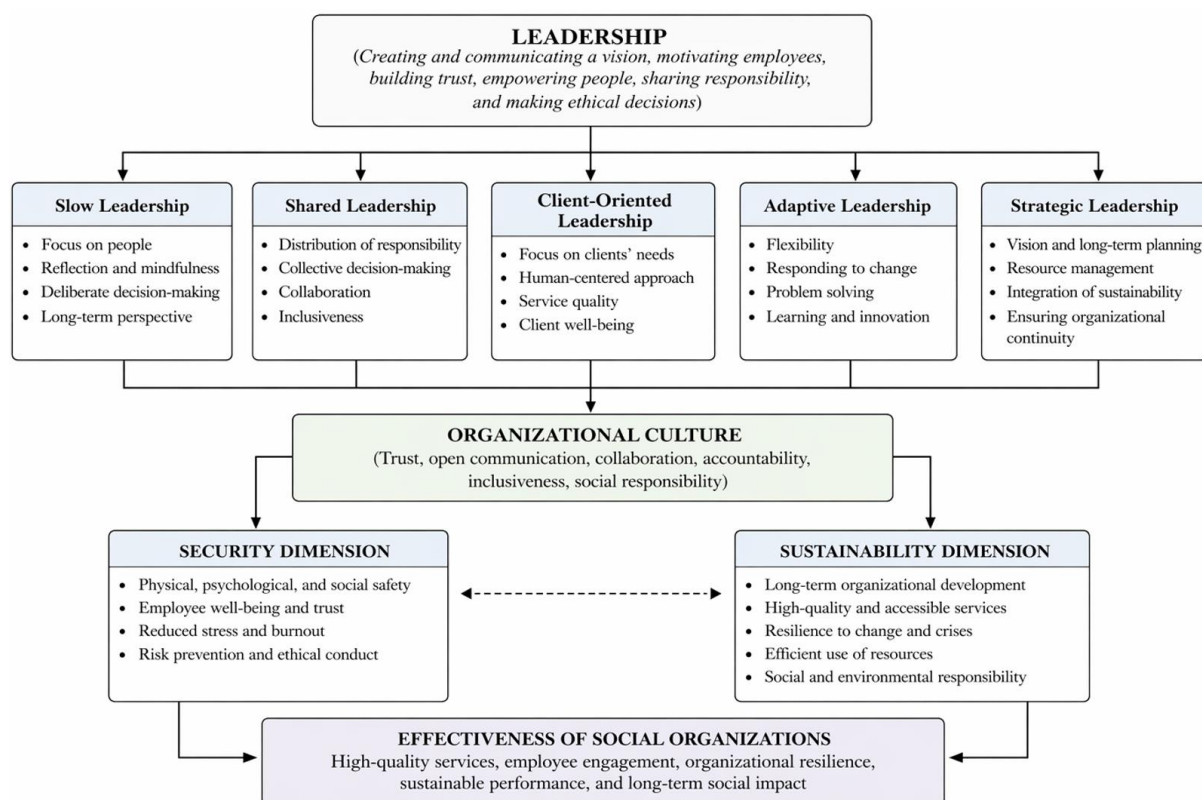 LEADERSHIP
(Creating and communicating a vision, motivating employees,
building trust, empowering people, sharing responsibility,
and making ethical decisions)
Slow Leadership
• Focus on people
• Reflection and mindfulness
• Deliberate decision-making
• Long-term perspective
Shared Leadership
• Distribution of responsibility
• Collective decision-making
• Collaboration
• Inclusiveness
Client-Oriented
Leadership
• Focus on clients’ needs
• Human-centered approach
• Service quality
• Client well-being
Adaptive Leadership
• Flexibility
• Responding to change
• Problem solving
• Learning and innovation
Strategic Leadership
• Vision and long-term planning
• Resource management
• Integration of sustainability
• Ensuring organizational
continuity
ORGANIZATIONAL CULTURE
(Trust, open communication, collaboration, accountability,
inclusiveness, social responsibility)
SECURITY DIMENSION
• Physical, psychological, and social safety
• Employee well-being and trust
• Reduced stress and burnout
• Risk prevention and ethical conduct
SUSTAINABILITY DIMENSION
• Long-term organizational development
• High-quality and accessible services
• Resilience to change and crises
• Efficient use of resources
• Social and environmental responsibility
EFFECTIVENESS OF SOCIAL ORGANIZATIONS
High-quality services, employee engagement, organizational resilience,
sustainable performance, and long-term social impact